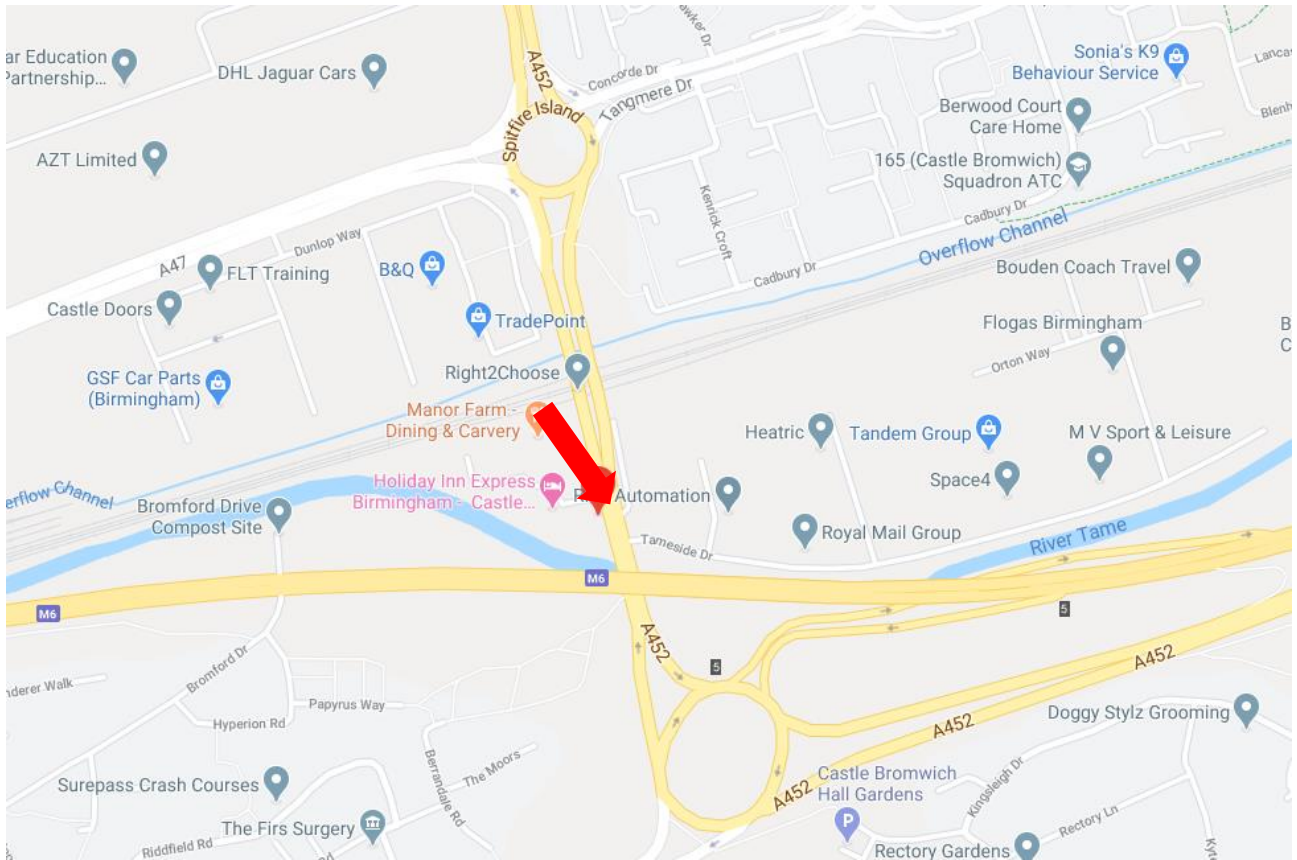 ar Education
Partnership...
DHL Jaguar Cars
A452
Concorde Dr
Tangmere Dr
Spitfire Island
Sonia's K9
Behaviour Service
Berwood Court
Care Home
AZT Limited
165 (Castle Bromwich)
Squadron ATC
Kenrick Croft
Cadbury Dr
Overflow Channel
Cadbury Dr
Dunlop Way
A47
FLT Training
B&Q
Bouden Coach Travel
Castle Doors
TradePoint
Flogas Birmingham
Orton Way
Right2Choose
GSF Car Parts
(Birmingham)
Manor Farm -
Dining & Carvery
Heatric
Tandem Group
M V Sport & Leisure
Space4
Holiday Inn Express
Birmingham - Castle...
Automation
erflow Channel
Bromford Drive
Compost Site
Royal Mail Group
River Tame
Tameside Dr
M6
M6
5
A452
5
A452
Bromford Dr
nderer Walk
Papyrus Way
Hyperion Rd
A452
Doggy Stylz Grooming
The Moors
Berrandale Rd
Surepass Crash Courses
Castle Bromwich
Hall Gardens
A452
Kingsleigh Dr
The Firs Surgery
P
Rectory Ln
Riddfield Rd
Rectory Gardens